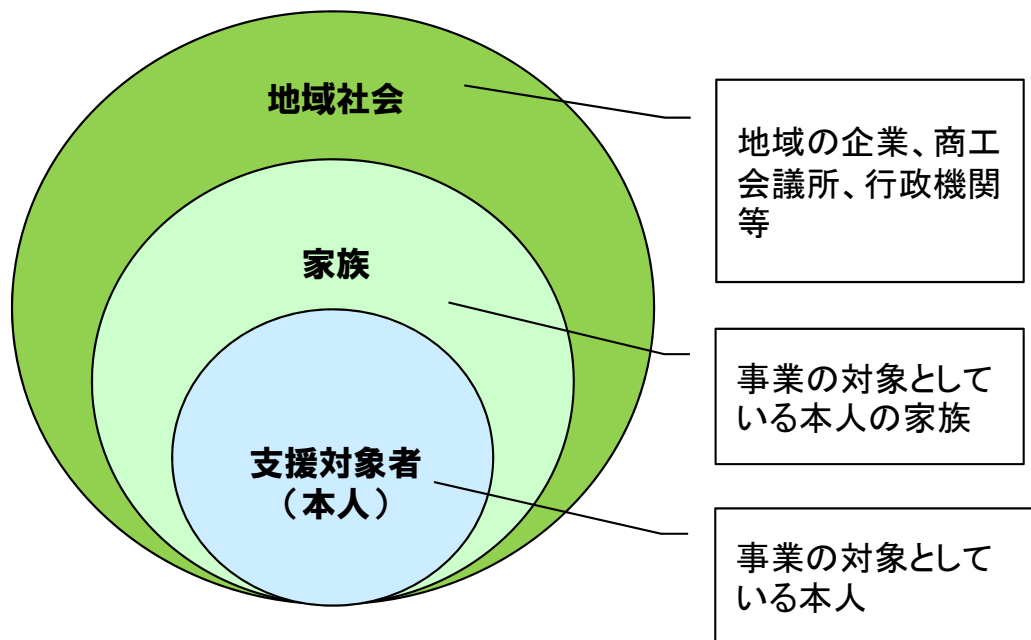 地域社会
地域の企業、商工
会議所、行政機関
等
家族
事業の対象として
いる本人の家族
支援対象者
（本人）
事業の対象として
いる本人